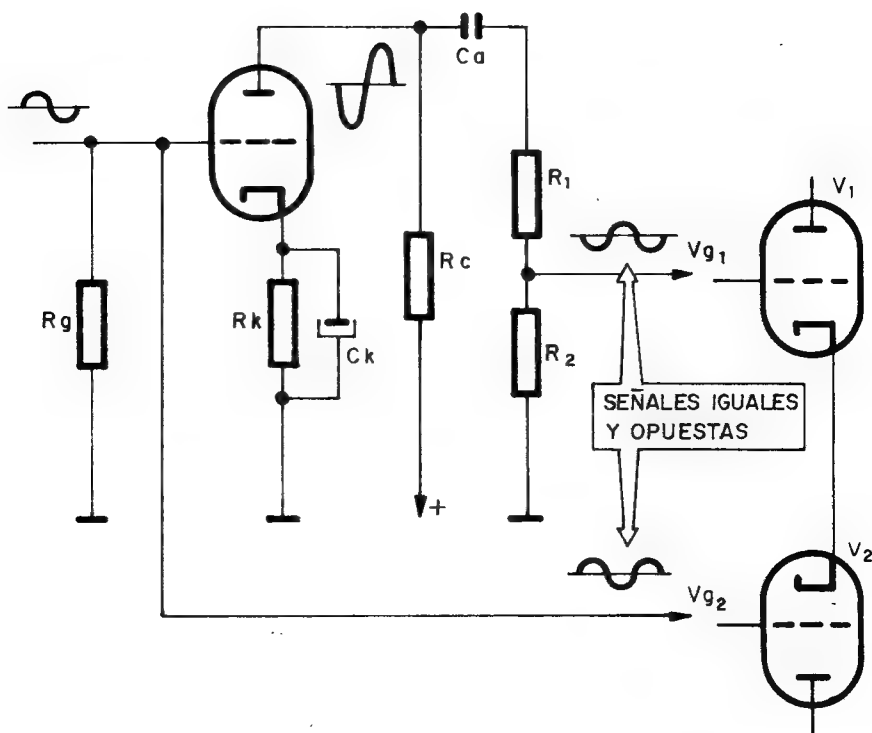 Ca
R1
V1
Rc
Vg1
Rg
Rk
Ck
R2
SEÑALES IGUALES
Y OPUESTAS
+
V2
Vg2